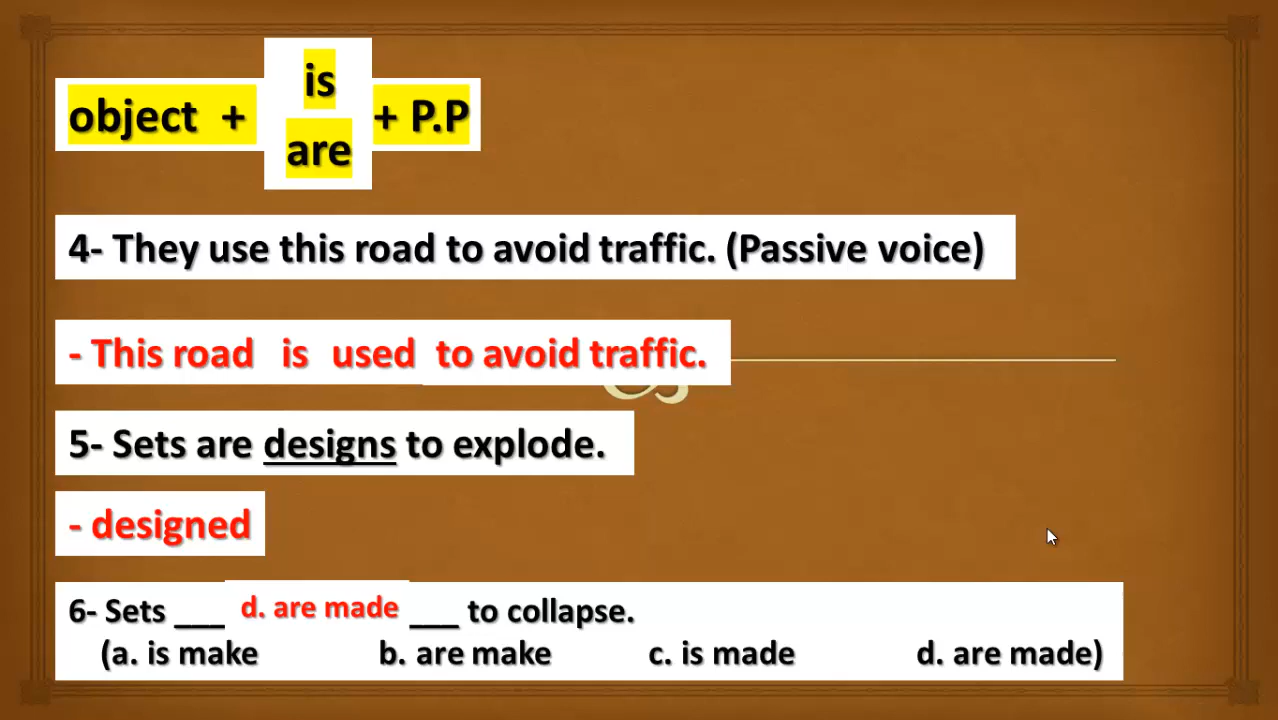 is
object + + P.P
are
4- They use this road to avoid traffic. (Passive voice)
- This road is used to avoid traffic.
5- Sets are designs to explode.
- designed
6- Sets ___ d. are made ___ to collapse.
(a. is make b. are make c. is made d. are made)